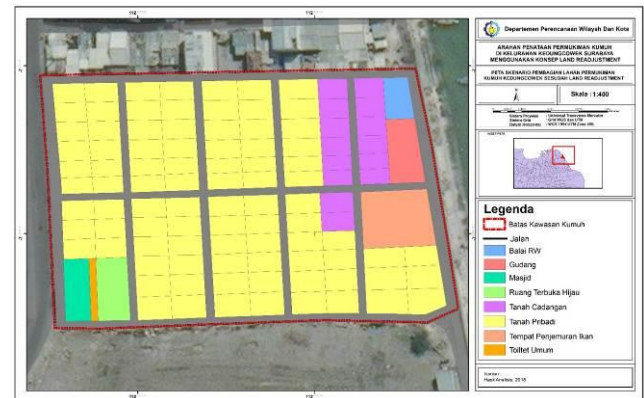 Departemen Perencanaan Wilayah Dan Kota
ARAHAN PENATAAN PERMUKIMAN KUMUH
DI KELURAHAN KEDUNGCOWEK SURABAYA
MENGGUNAKAN KONSEP LAND READJUSTMENT
PETA SKENARIO PEMBAGIAN LAHAN PERMUKIMAN
KUMUH KEDUNGCOWEK SESUDAH LAND READJUSTMENT
Skala : 1:400
Legenda
Batas Kawasan Kumuh
Jalan
Balai RW
Gudang
Masjid
Ruang Terbuka Hijau
Tanah Cadangan
Tanah Pribadi
Tempat Penjemuran Ikan
Toiltet Umum
Hasil Analisis, 2018